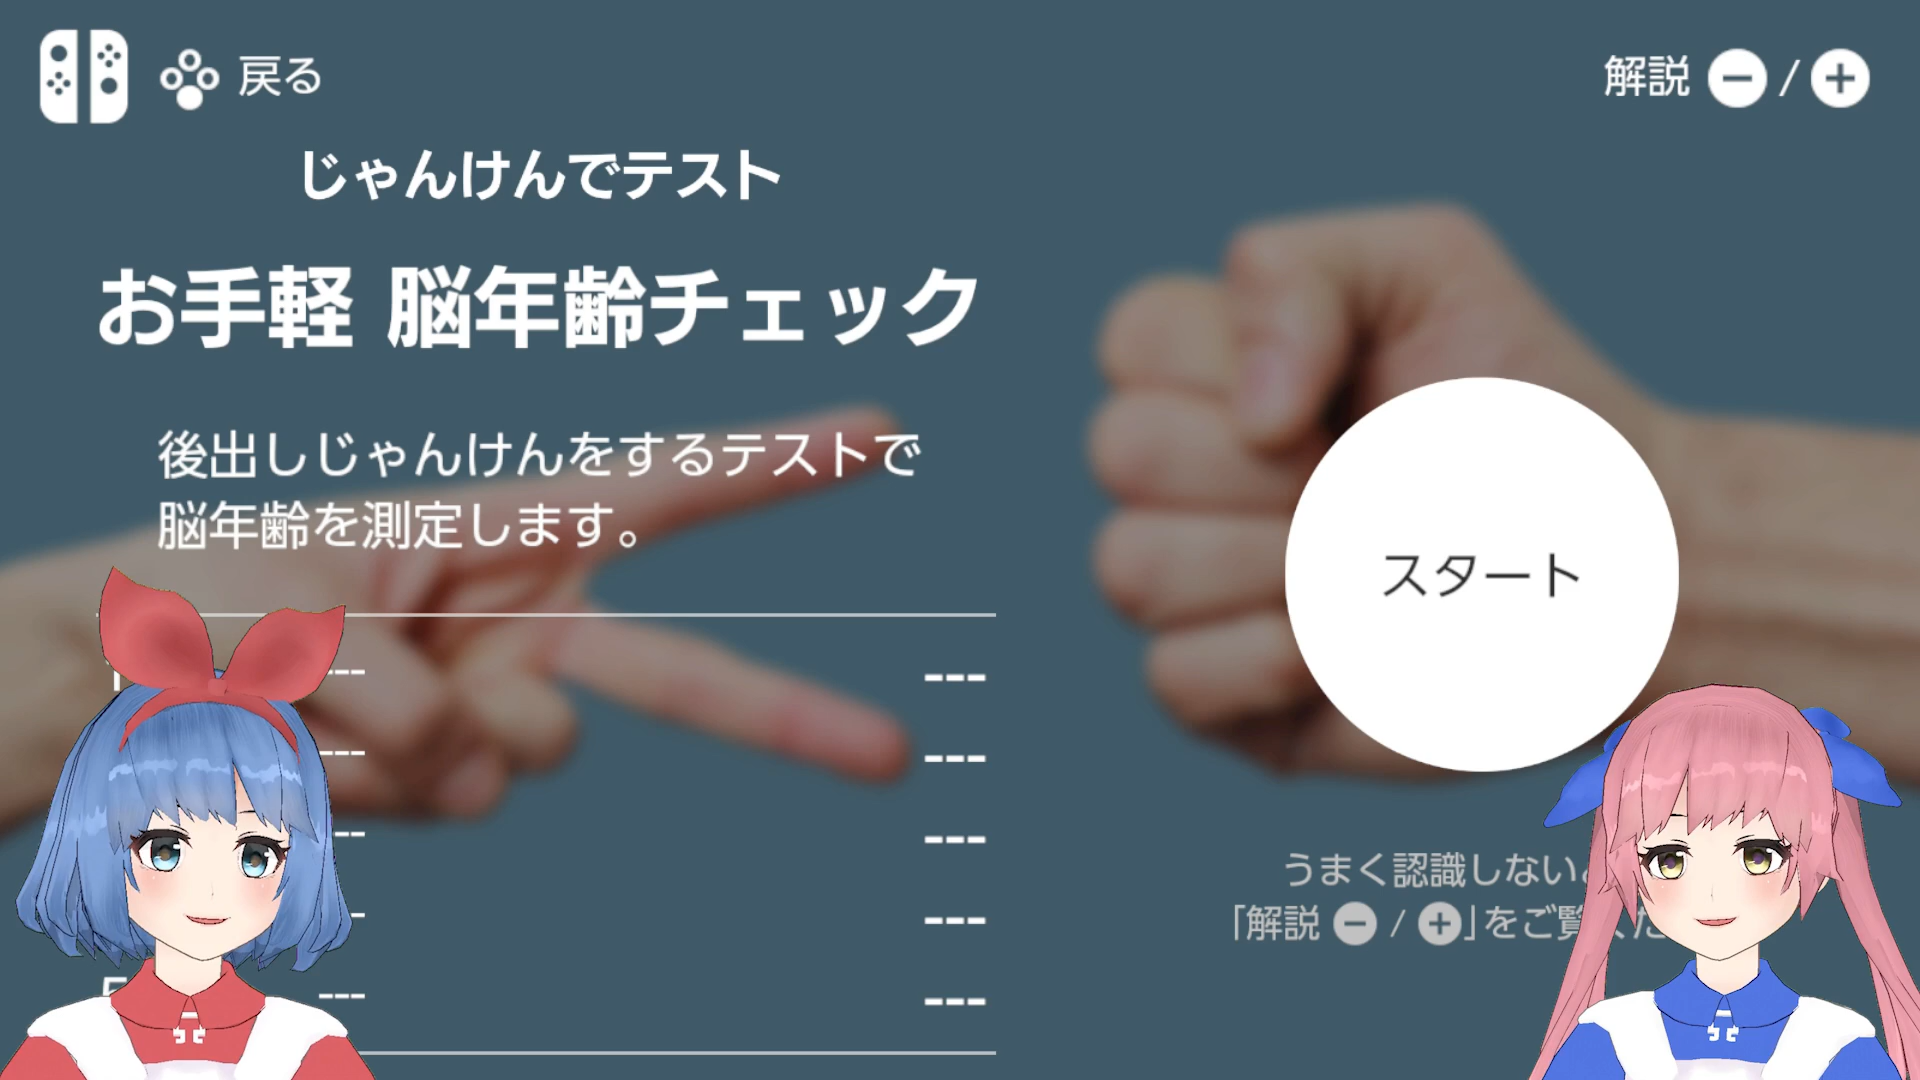 戻る
解説 − / +
じゃんけんでテスト
お手軽 脳年齢チェック
後出しじゃんけんをするテストで
脳年齢を測定します。
スタート
--- ---
--- ---
--- ---
--- ---
--- ---
うまく認識しない
「解説 − / +」をご覧くだ